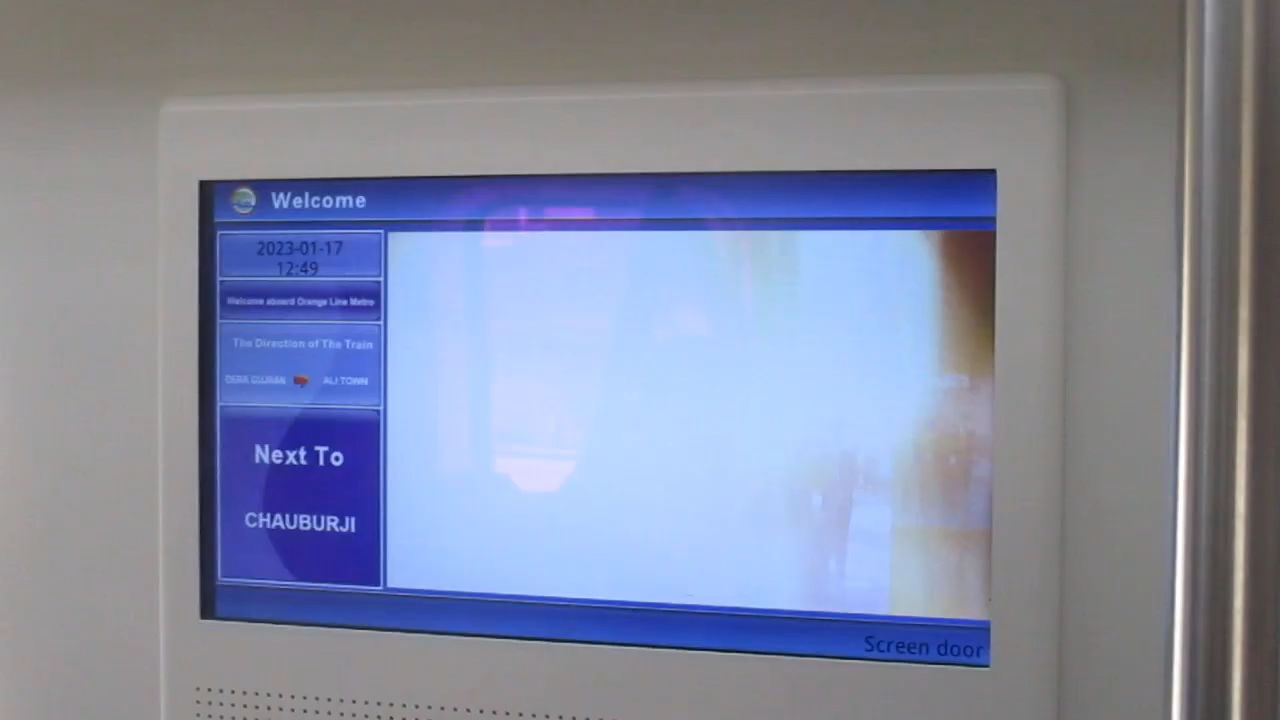 Welcome
2023-01-17
12:49
Welcome aboard Orange Line Metro
The Direction of The Train
DERA GUJRAN ALI TOWN
Next To
CHAUBURJI
Screen door